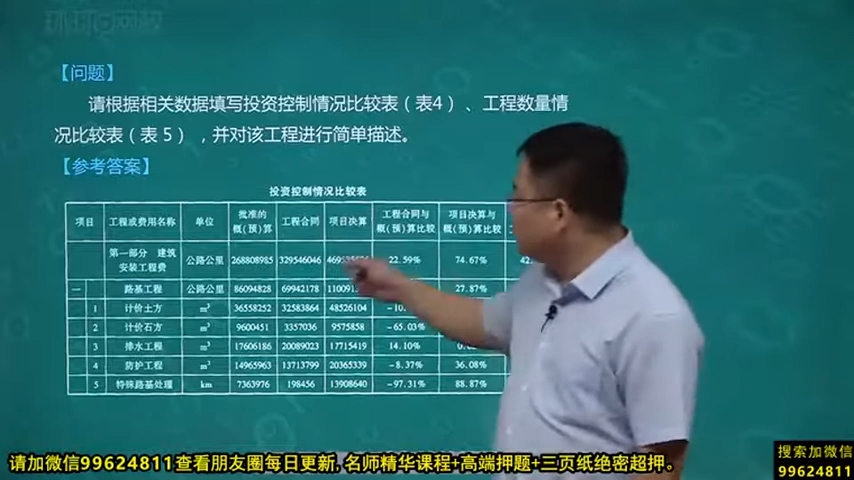 环球网校
【问题】
请根据相关数据填写投资控制情况比较表（表4）、工程数量情
况比较表（表5），并对该工程进行简单描述。
【参考答案】
投资控制情况比较表
项目 工程或费用名称 单位 批准的概(预)算 工程合同 项目决算 工程合同与概(预)算比较 项目决算与概(预)算比较
第一部分 建筑安装工程费 公路公里 268808985 329546046 22.59% 74.67%
一 路基工程 公路公里 86094828 69942178 27.87%
1 计价土方 m³ 36558252 32583864 48526104
2 计价石方 m³ 9600451 3357036 9575858 -65.03%
3 排水工程 m³ 17606186 20089023 17715419 14.10%
4 防护工程 m³ 14965963 13713799 20365339 -8.37% 36.08%
5 特殊路基处理 km 7363976 198456 13908640 -97.31% 88.87%
请加微信99624811查看朋友圈每日更新,名师精华课程+高端押题+三页纸绝密超押。
搜索加微信
99624811